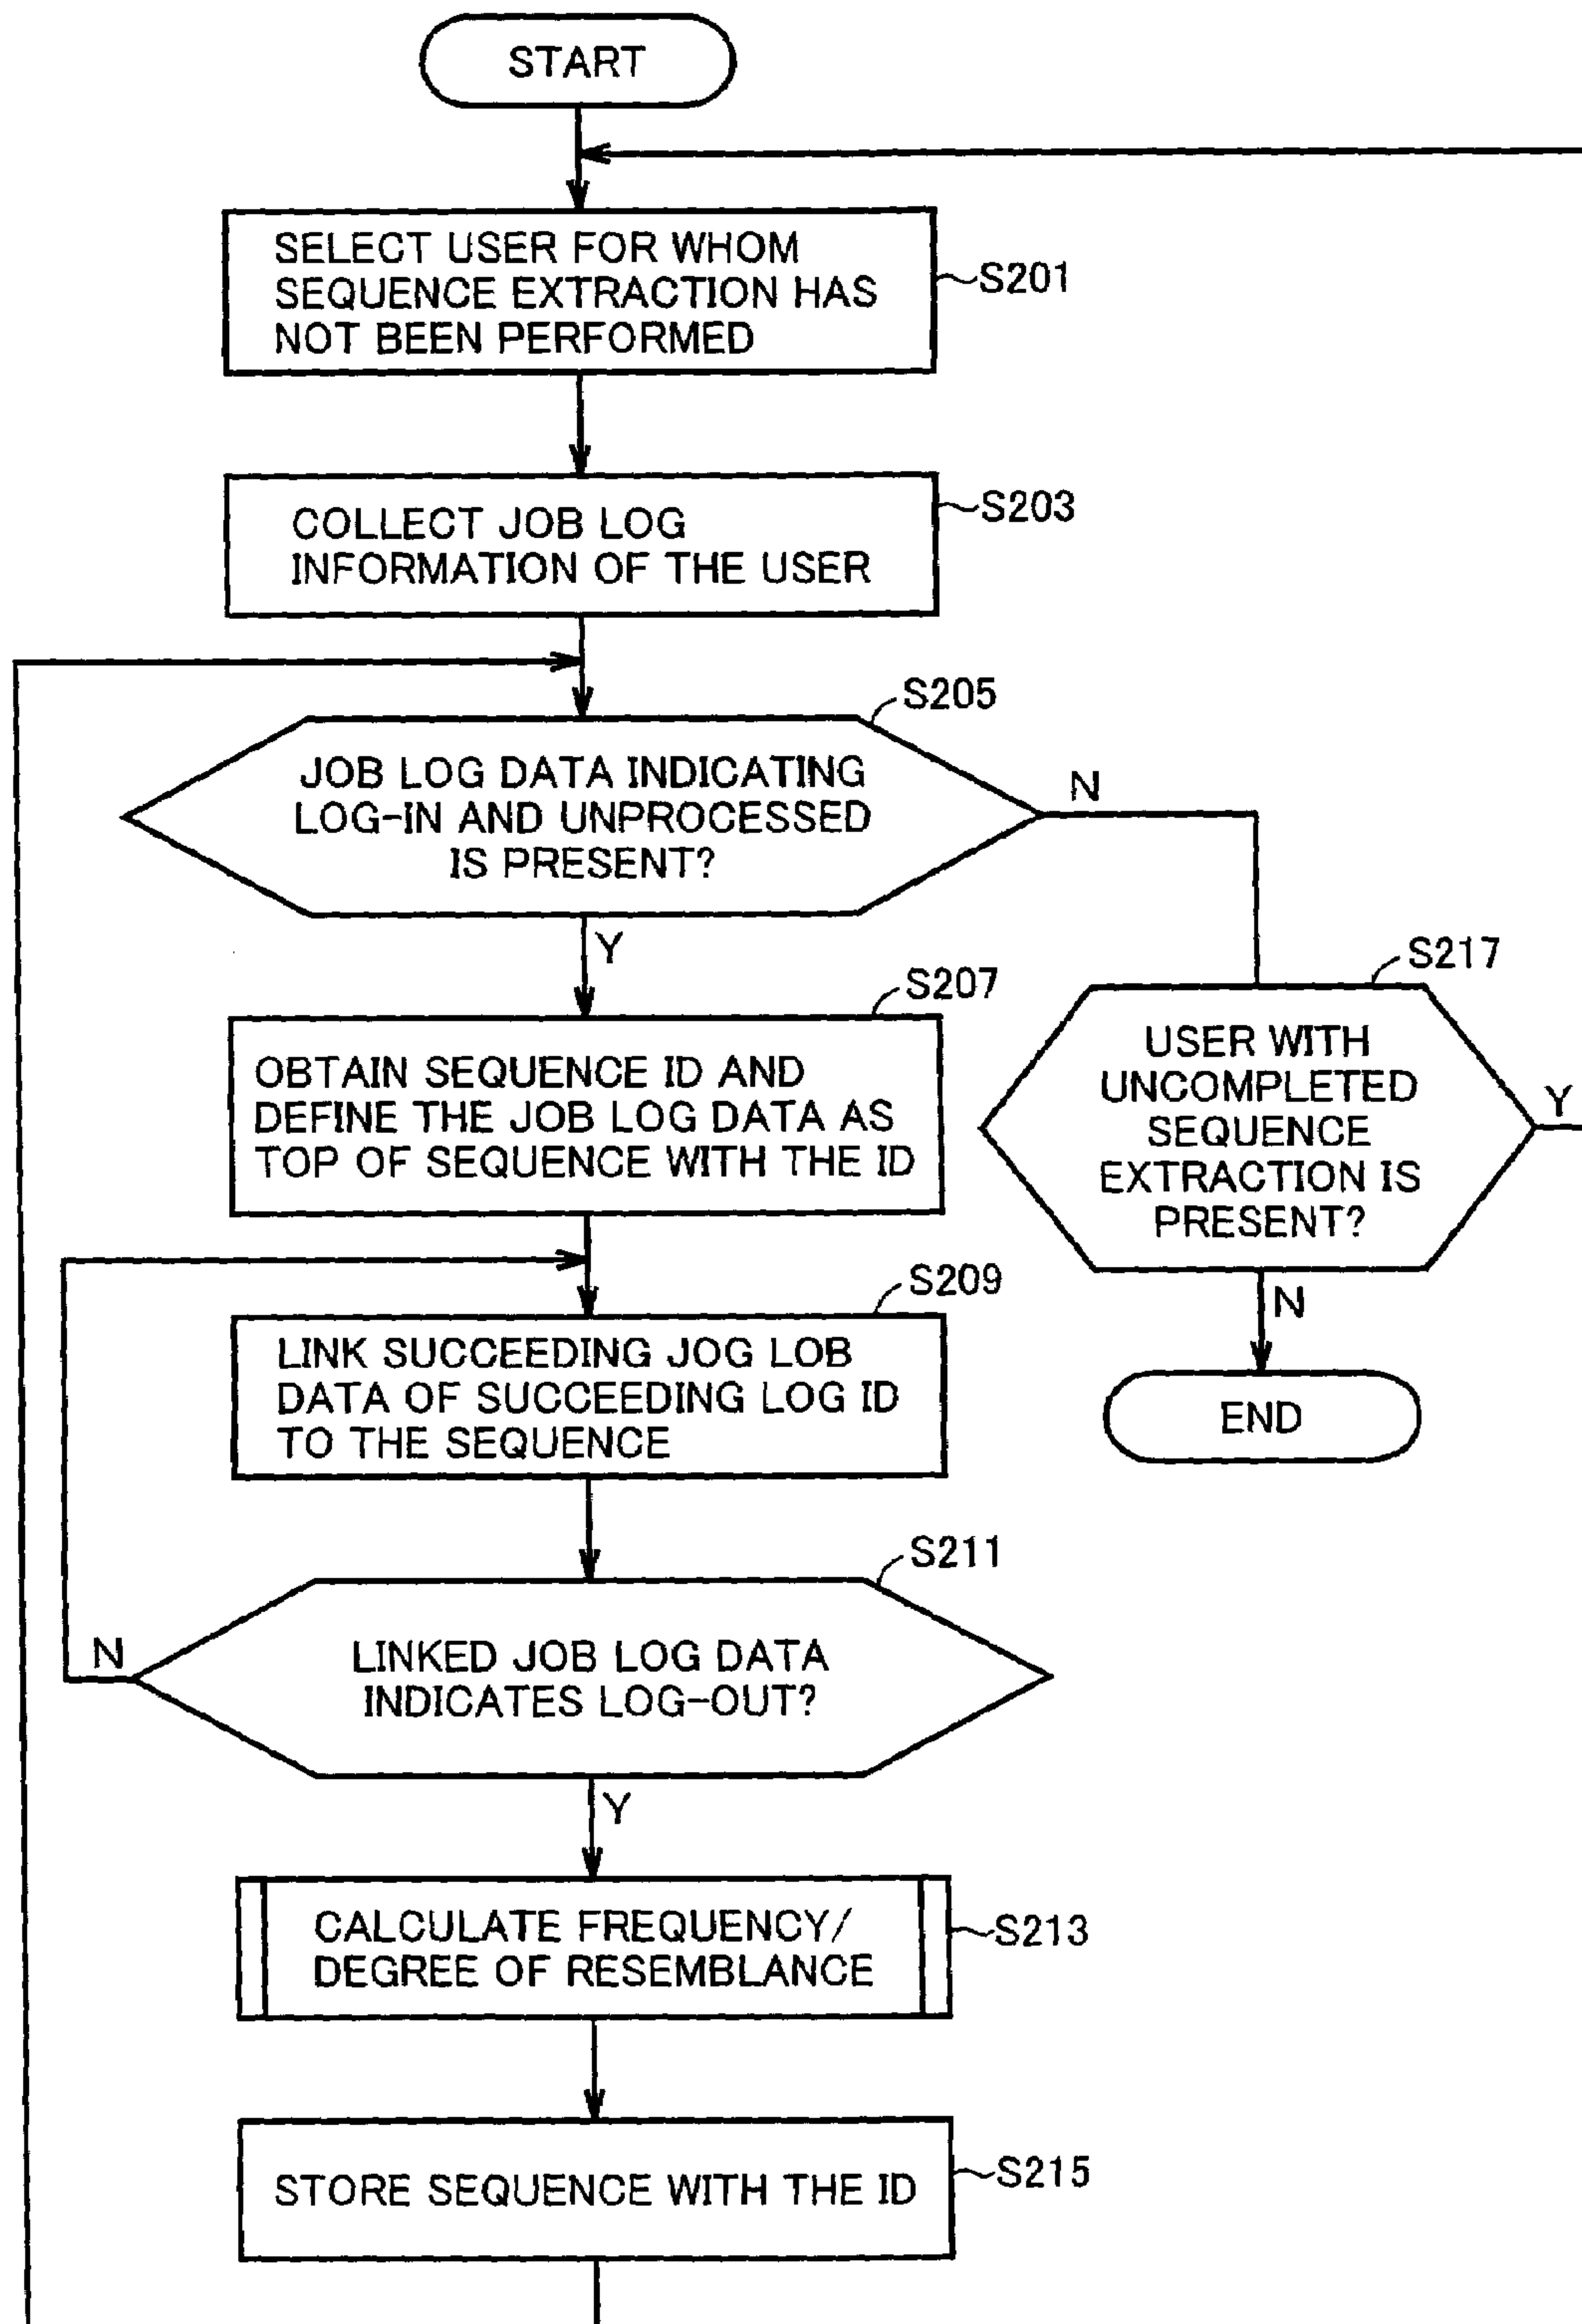 START
SELECT USER FOR WHOM
SEQUENCE EXTRACTION HAS
NOT BEEN PERFORMED
S201
COLLECT JOB LOG
INFORMATION OF THE USER
S203
S205
JOB LOG DATA INDICATING
LOG-IN AND UNPROCESSED
IS PRESENT?
N
Y
S207
OBTAIN SEQUENCE ID AND
DEFINE THE JOB LOG DATA AS
TOP OF SEQUENCE WITH THE ID
S217
USER WITH
UNCOMPLETED
SEQUENCE
EXTRACTION IS
PRESENT?
Y
N
END
S209
LINK SUCCEEDING JOG LOB
DATA OF SUCCEEDING LOG ID
TO THE SEQUENCE
S211
LINKED JOB LOG DATA
INDICATES LOG-OUT?
N
Y
CALCULATE FREQUENCY/
DEGREE OF RESEMBLANCE
S213
STORE SEQUENCE WITH THE ID
S215